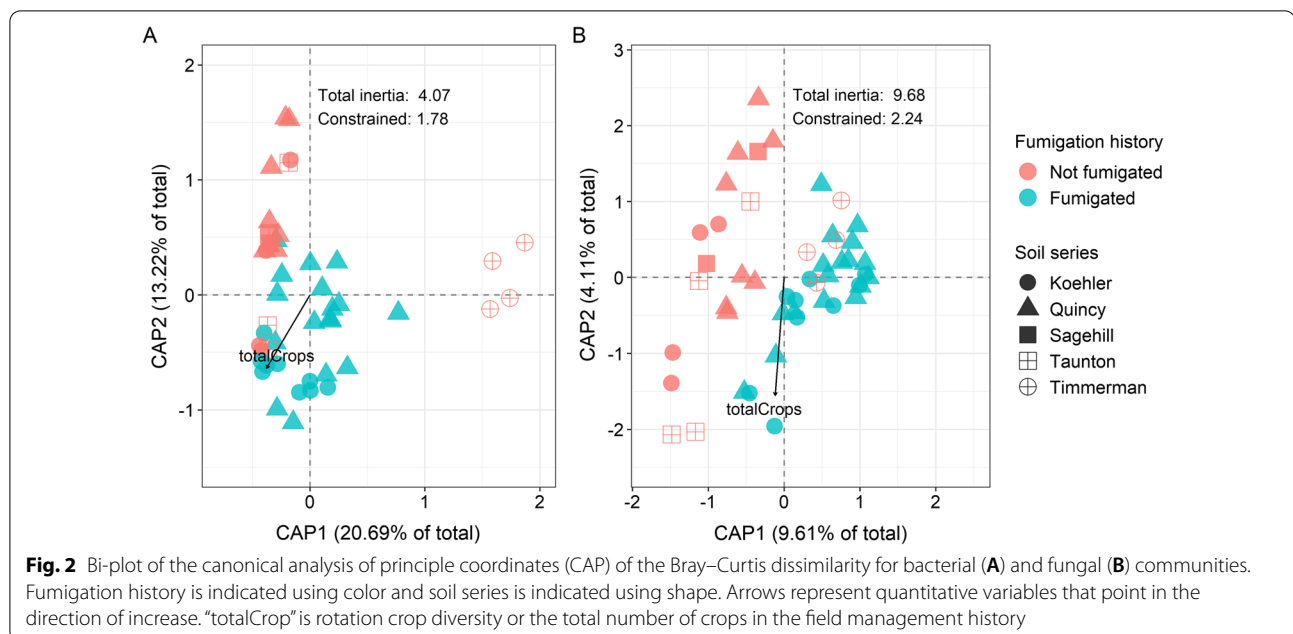 A
B
2
1
0
-1
CAP2 (13.22% of total)
0
1
2
CAP1 (20.69% of total)
Total inertia: 4.07
Constrained: 1.78
totalCrops
3
2
1
0
-1
-2
CAP2 (4.11% of total)
-2
-1
0
1
2
CAP1 (9.61% of total)
Total inertia: 9.68
Constrained: 2.24
totalCrops
Fumigation history
Not fumigated
Fumigated
Soil series
Koehler
Quincy
Sagehill
Taunton
Timmerman
Fig. 2 Bi-plot of the canonical analysis of principle coordinates (CAP) of the Bray–Curtis dissimilarity for bacterial (A) and fungal (B) communities.
Fumigation history is indicated using color and soil series is indicated using shape. Arrows represent quantitative variables that point in the
direction of increase. “totalCrop” is rotation crop diversity or the total number of crops in the field management history